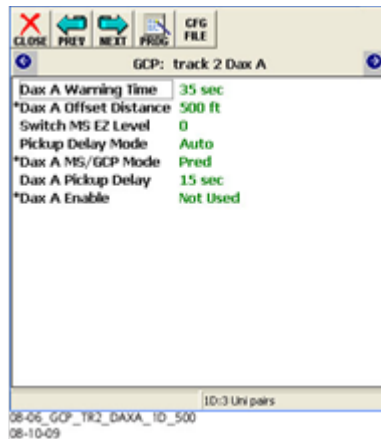 CLOSE PREV NEXT PROG CFG FILE
GCP: track 2 Dax A
Dax A Warning Time 35 sec
*Dax A Offset Distance 500 ft
Switch MS EZ Level 0
Pickup Delay Mode Auto
*Dax A MS/GCP Mode Pred
Dax A Pickup Delay 15 sec
*Dax A Enable Not Used
ID:3 Uni pairs
08-06_GCP_TR2_DAXA_1D_500
08-10-09